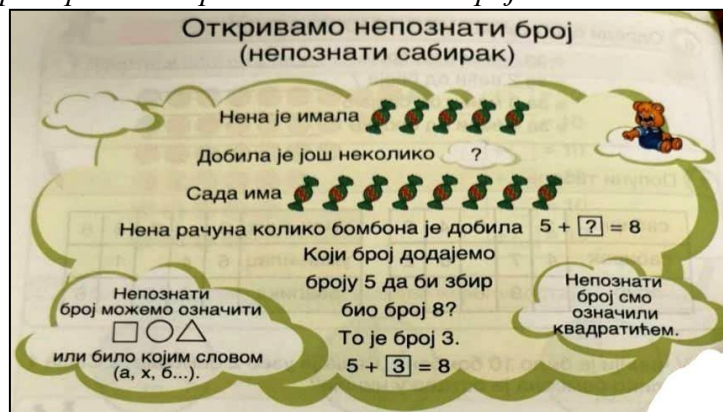 Откривамо непознати број
(непознати сабирак)
Нена је имала
Добила је још неколико ?
Сада има
Нена рачуна колико бомбона је добила 5 + ? = 8
Који број додајемо
броју 5 да би збир
био број 8?
То је број 3.
5 + 3 = 8
Непознати
број можемо означити
или било којим словом
(а, х, б...).
Непознати
број смо
означили
квадратићем.